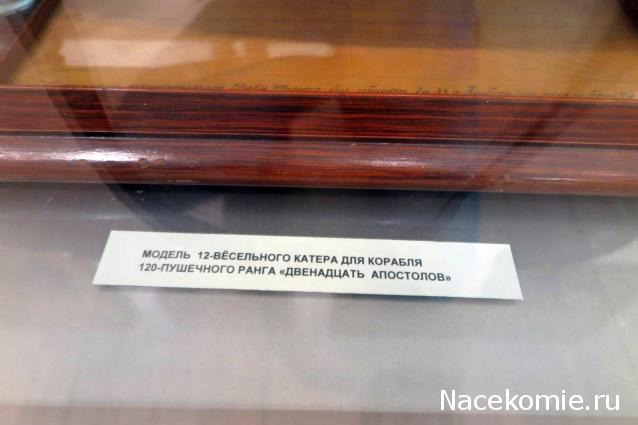 МОДЕЛЬ 12-ВЁСЕЛЬНОГО КАТЕРА ДЛЯ КОРАБЛЯ
120-ПУШЕЧНОГО РАНГА «ДВЕНАДЦАТЬ АПОСТОЛОВ»
Nacekomie.ru